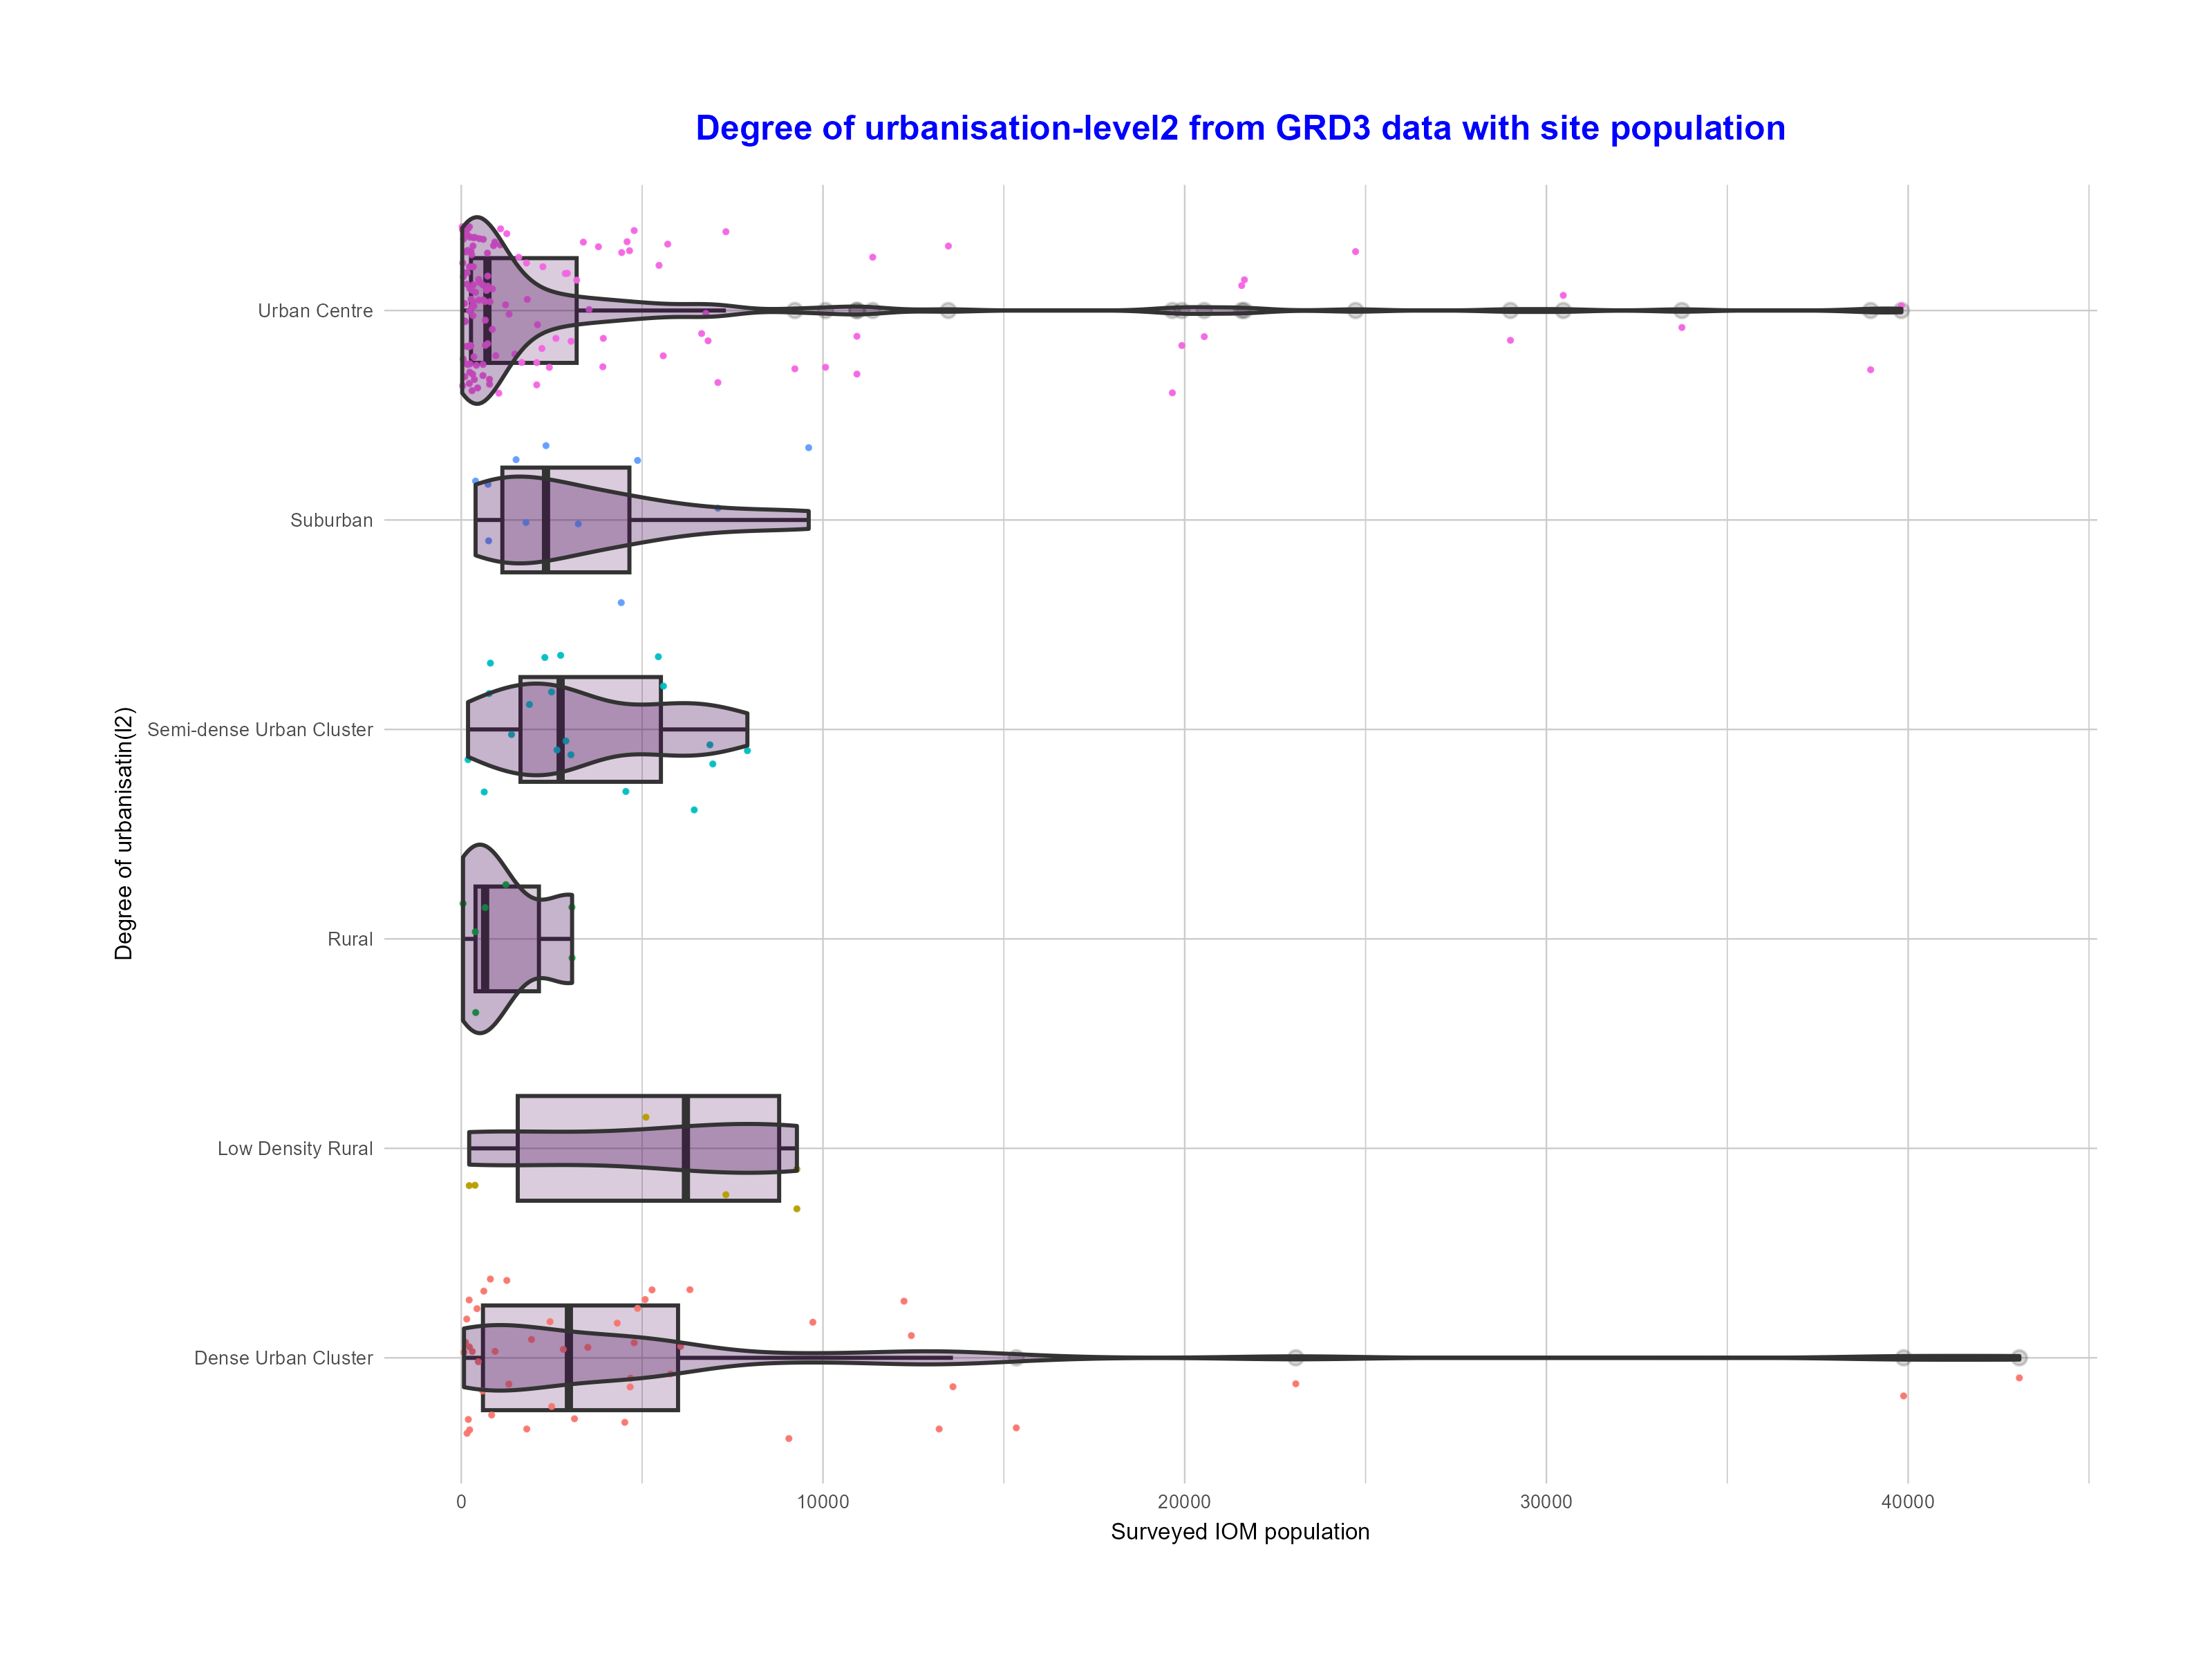 Degree of urbanisation-level2 from GRD3 data with site population
Degree of urbanisatin(l2)
Urban Centre
Suburban
Semi-dense Urban Cluster
Rural
Low Density Rural
Dense Urban Cluster
0 10000 20000 30000 40000
Surveyed IOM population